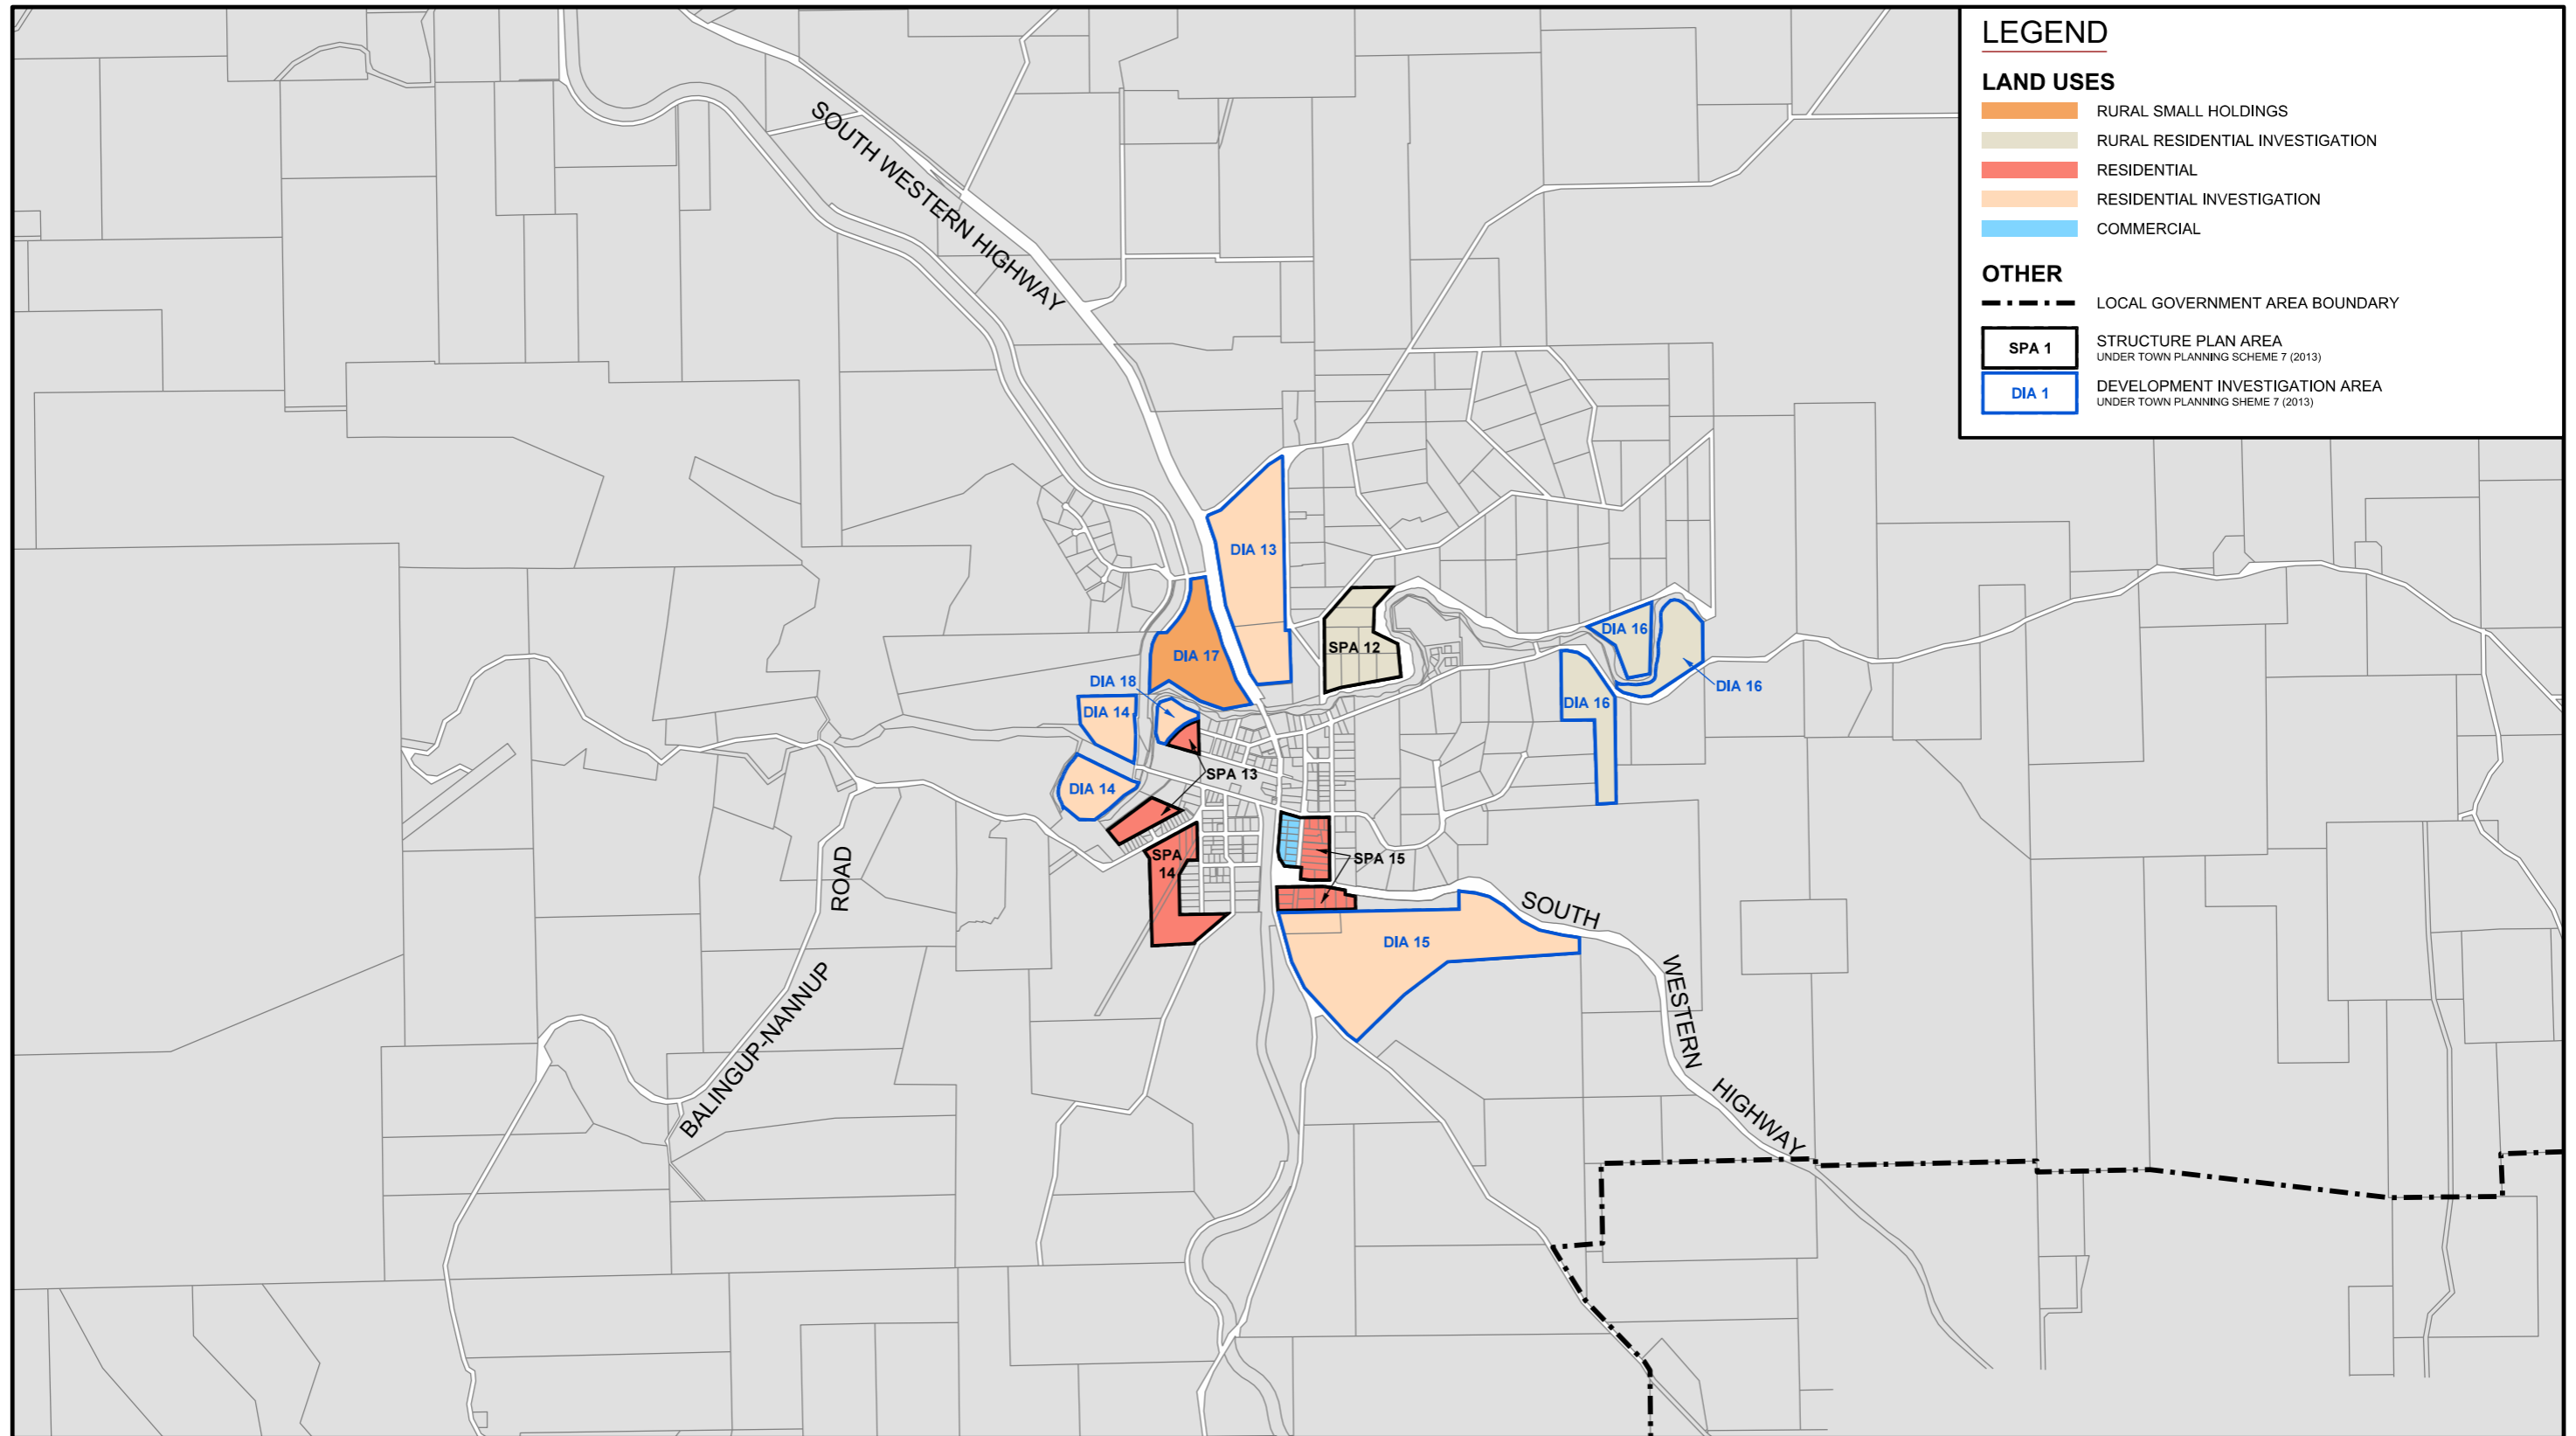 LEGEND
LAND USES
RURAL SMALL HOLDINGS
RURAL RESIDENTIAL INVESTIGATION
RESIDENTIAL
RESIDENTIAL INVESTIGATION
COMMERCIAL
OTHER
LOCAL GOVERNMENT AREA BOUNDARY
SPA 1
STRUCTURE PLAN AREA
UNDER TOWN PLANNING SCHEME 7 (2013)
DIA 1
DEVELOPMENT INVESTIGATION AREA
UNDER TOWN PLANNING SHEME 7 (2013)
SOUTH WESTERN HIGHWAY
DIA 13
DIA 16
SPA 12
DIA 17
DIA 18
DIA 16
DIA 16
DIA 14
SPA 13
DIA 14
SPA
14
SPA 15
ROAD
BALINGUP-NANNUP
DIA 15
SOUTH
WESTERN
HIGHWAY